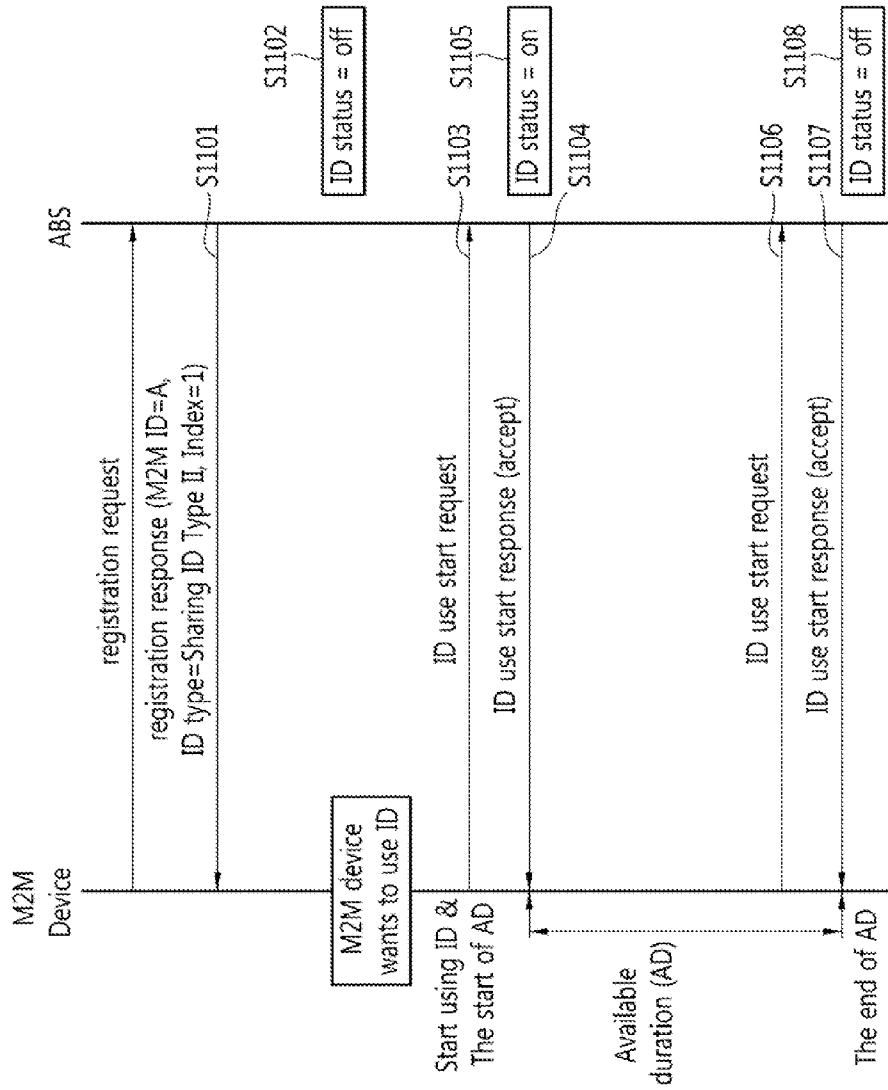 M2M
Device
ABS
registration request
registration response (M2M ID=A,
ID type=Sharing ID Type II, Index=1)
S1101
S1102
ID status = off
M2M device
wants to use ID
ID use start request
S1103
Start using ID &
The start of AD
ID use start response (accept)
S1105
ID status = on
S1104
Available
duration (AD)
ID use start request
S1106
ID use start response (accept)
S1107
S1108
ID status = off
The end of AD